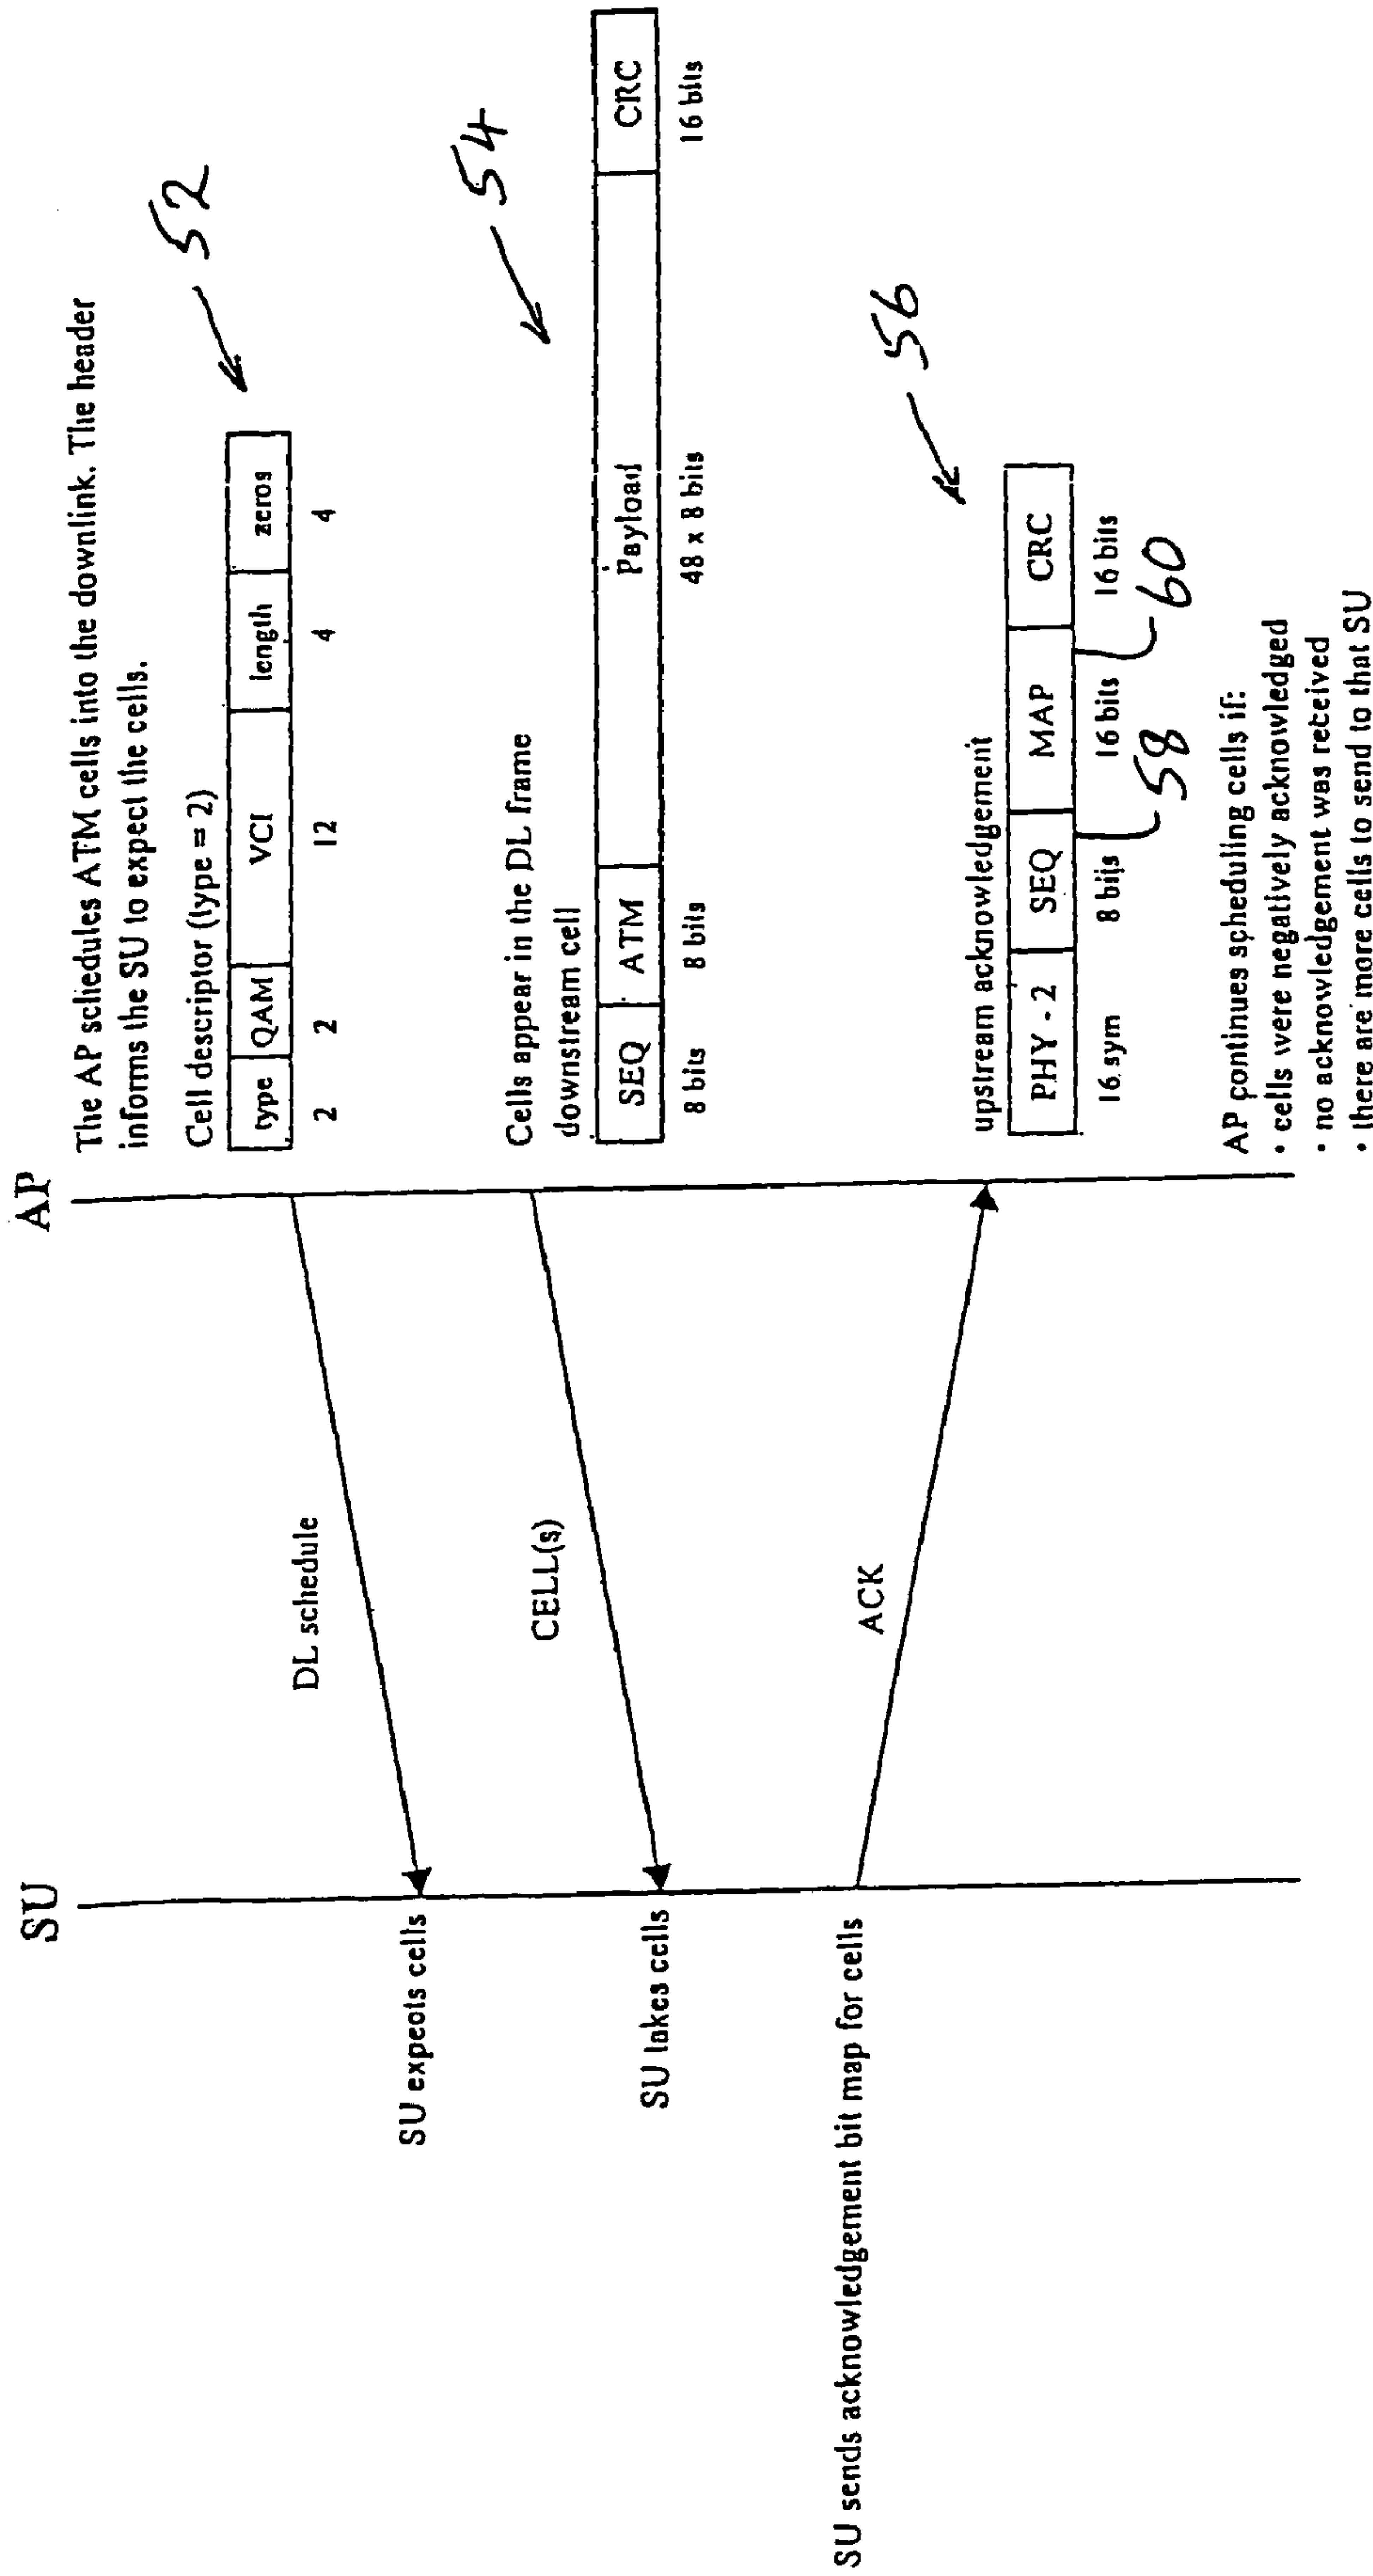 SU
AP
The AP schedules ATM cells into the downlink. The header
informs the SU to expect the cells.
Cell descriptor (type = 2)
type QAM VCI length zeros
2 2 12 4 4
52
DL schedule
SU expects cells
Cells appear in the DL frame
downstream cell
54
SEQ ATM Payload CRC
8 bits 8 bits 48 x 8 bits 16 bits
CELL(s)
SU takes cells
SU sends acknowledgement bit map for cells
ACK
upstream acknowledgement
56
PHY - 2 SEQ MAP CRC
16 sym 8 bits 16 bits 16 bits
58
60
AP continues scheduling cells if:
• cells were negatively acknowledged
• no acknowledgement was received
• there are more cells to send to that SU